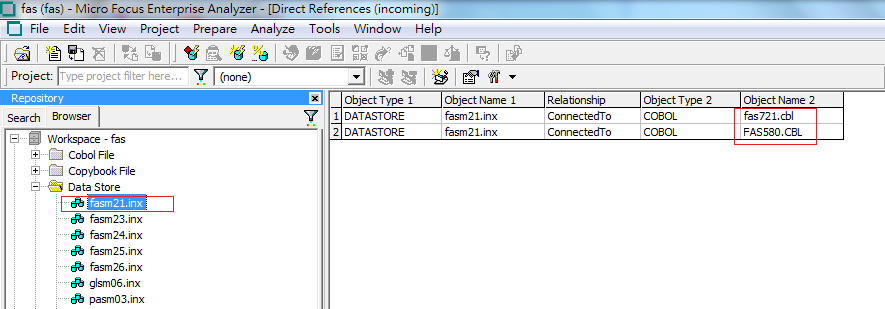 fas (fas) - Micro Focus Enterprise Analyzer - [Direct References (incoming)]
File Edit View Project Prepare Analyze Tools Window Help
Project: Type project filter here... (none)
Repository
Search Browser
Workspace - fas
Cobol File
Copybook File
Data Store
fasm21.inx
fasm23.inx
fasm24.inx
fasm25.inx
fasm26.inx
glsm06.inx
pasm03.inx
Object Type 1 Object Name 1 Relationship Object Type 2 Object Name 2
1 DATASTORE fasm21.inx ConnectedTo COBOL fas721.cbl
2 DATASTORE fasm21.inx ConnectedTo COBOL FAS580.CBL